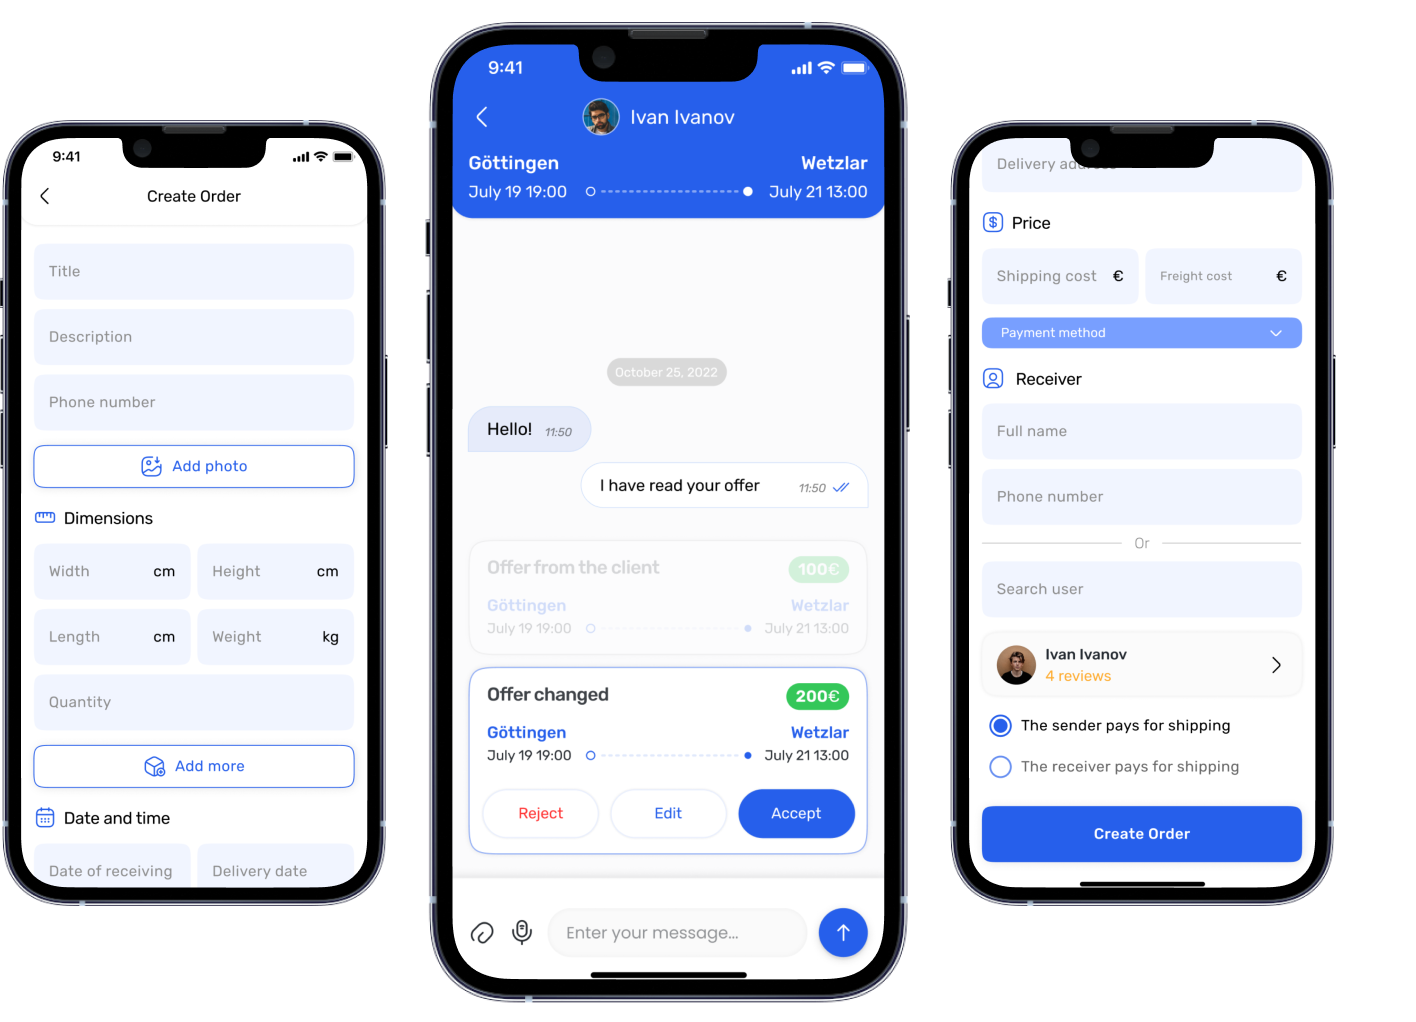 9:41
Create Order
Title
Description
Phone number
Add photo
Dimensions
Width cm Height cm
Length cm Weight kg
Quantity
Add more
Date and time
Date of receiving Delivery date
9:41
Ivan Ivanov
Göttingen Wetzlar
July 19 19:00 July 21 13:00
October 25, 2022
Hello! 11:50
I have read your offer 11:50
Offer from the client 100€
Göttingen Wetzlar
July 19 19:00 July 21 13:00
Offer changed 200€
Göttingen Wetzlar
July 19 19:00 July 21 13:00
Reject Edit Accept
Enter your message...
Delivery address
Price
Shipping cost € Freight cost €
Payment method
Receiver
Full name
Phone number
Or
Search user
Ivan Ivanov
4 reviews
The sender pays for shipping
The receiver pays for shipping
Create Order